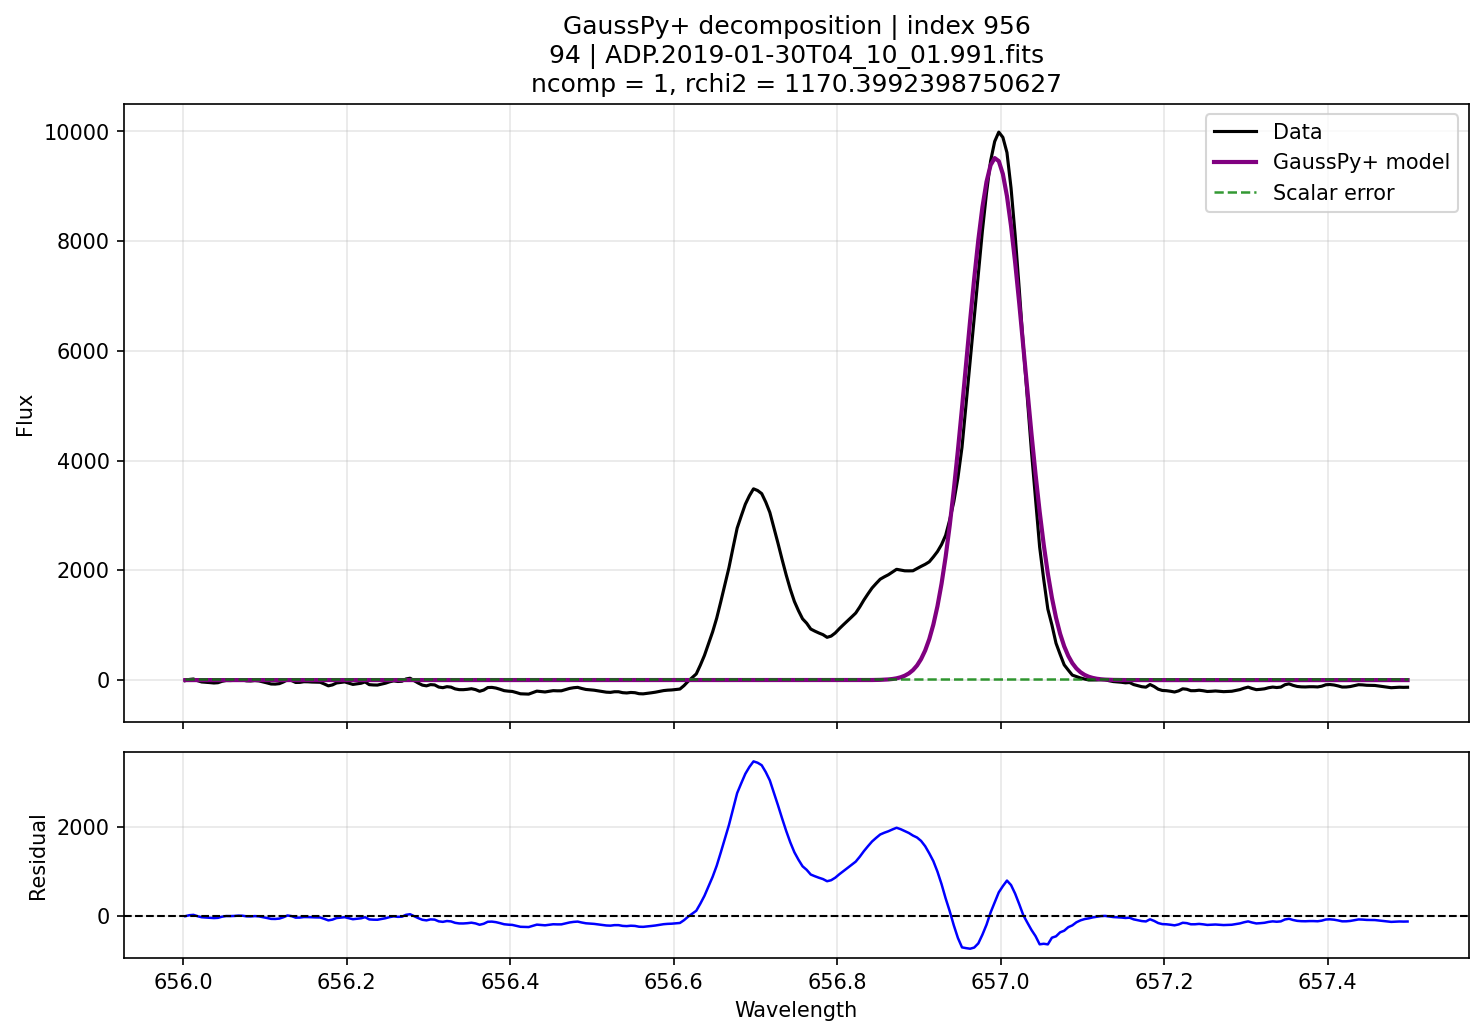 GaussPy+ decomposition | index 956
94 | ADP.2019-01-30T04_10_01.991.fits
ncomp = 1, rchi2 = 1170.3992398750627
Data
GaussPy+ model
Scalar error
10000
8000
6000
4000
2000
0
Flux
2000
0
Residual
656.0 656.2 656.4 656.6 656.8 657.0 657.2 657.4
Wavelength